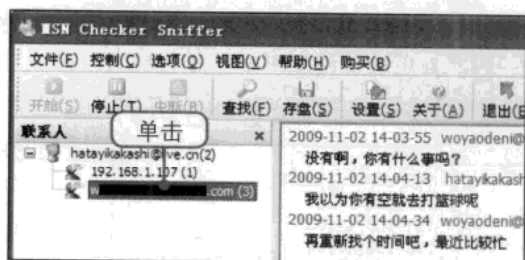 MSN Checker Sniffer
文件(F) 控制(C) 选项(O) 视图(V) 帮助(H) 购买(B)
开始(S) 停止(T) 中断(R) 查找(F) 存盘(S) 设置(S) 关于(A) 退出(E
联系人
单击
hatayikakashi@live.cn(2)
192.168.1.107 (1)
w .com (3)
2009-11-02 14-03-55 woyaodeni@
没有啊，你有什么事吗？
2009-11-02 14-04-13 hatayikakash
我以为你有空就去打篮球呢
2009-11-02 14-04-34 woyaodeni@
再重新找个时间吧，最近比较忙